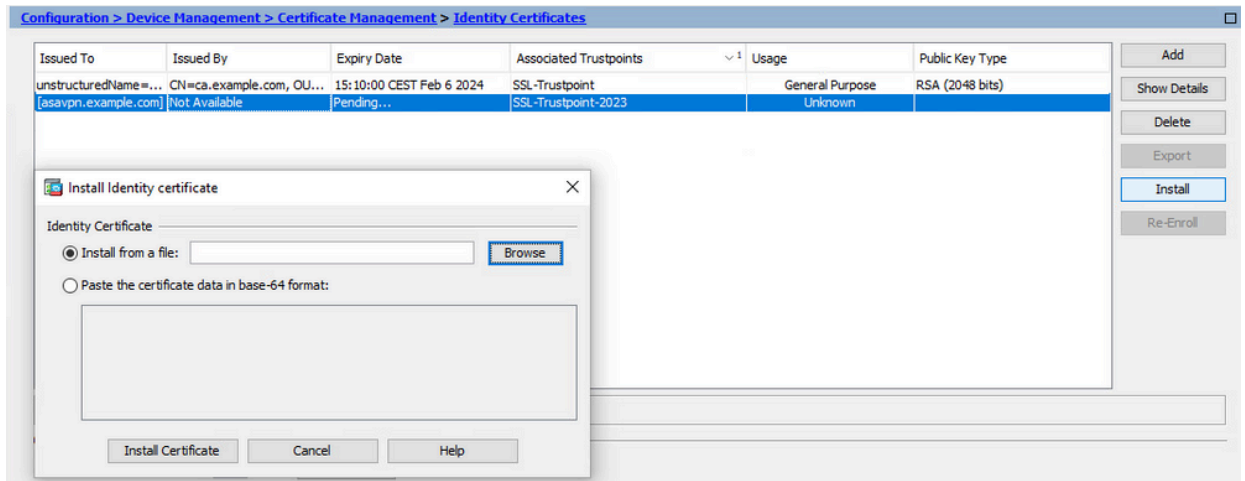 Configuration > Device Management > Certificate Management > Identity Certificates
Issued To Issued By Expiry Date Associated Trustpoints 1 Usage Public Key Type
unstructuredName=... CN=ca.example.com, OU... 15:10:00 CEST Feb 6 2024 SSL-Trustpoint General Purpose RSA (2048 bits)
[asavpn.example.com] Not Available Pending... SSL-Trustpoint-2023 Unknown
Add
Show Details
Delete
Export
Install
Re-Enroll
Install Identity certificate
Identity Certificate
Install from a file: Browse
Paste the certificate data in base-64 format:
Install Certificate Cancel Help